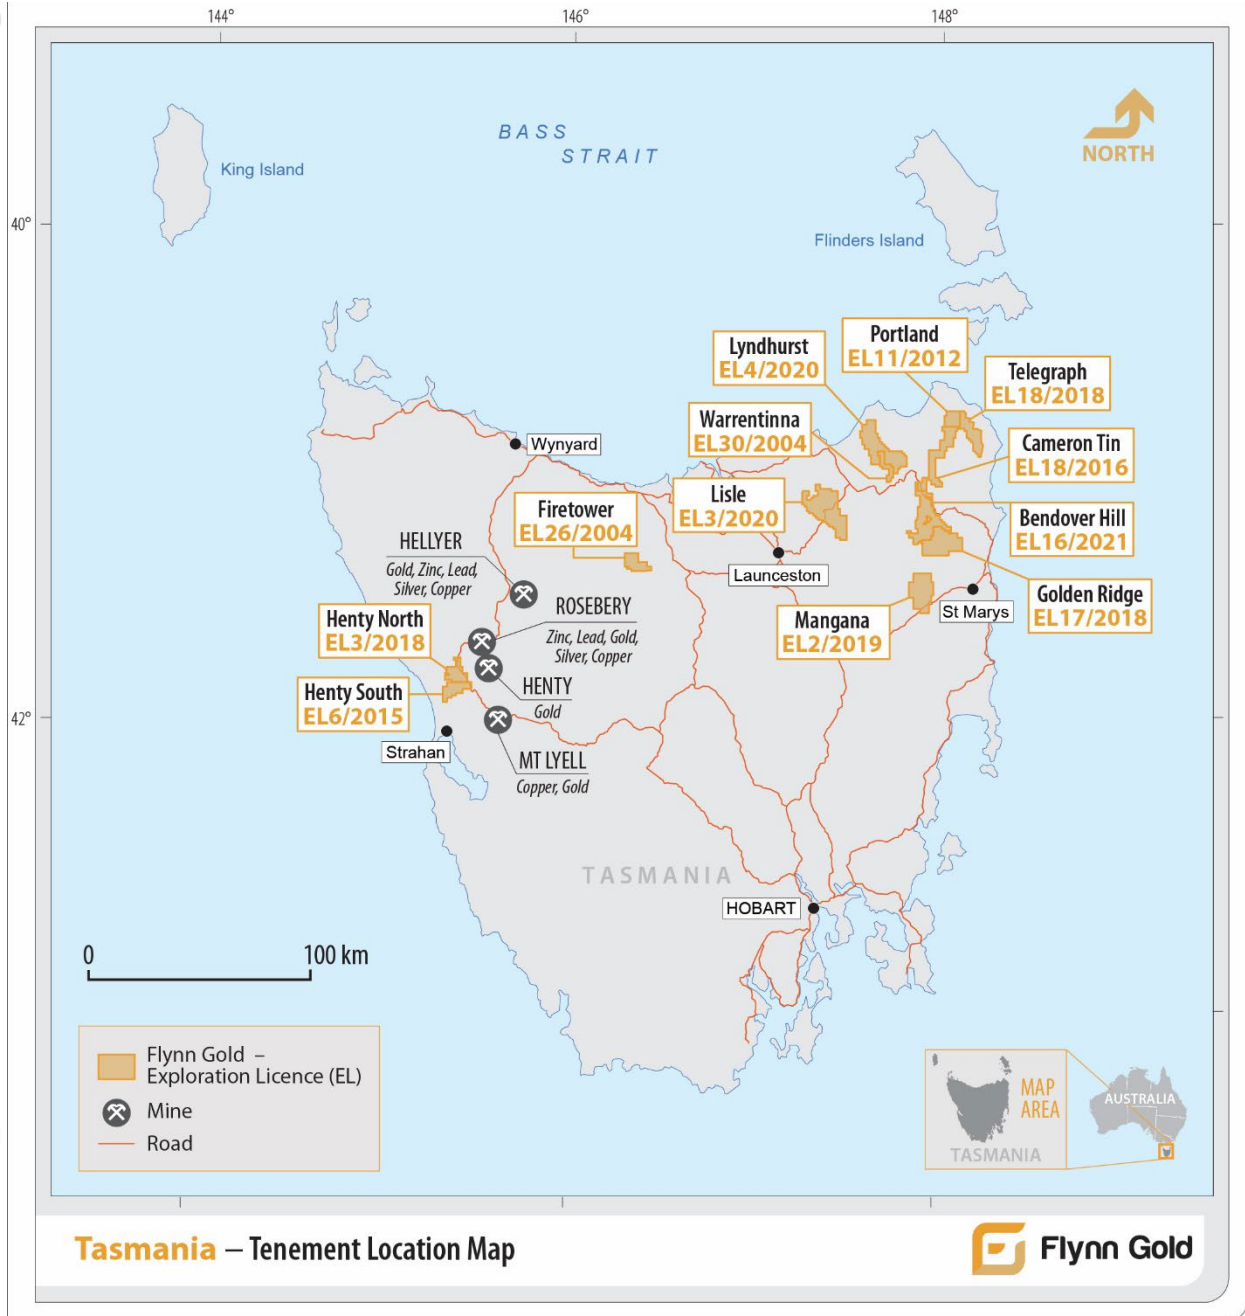 144°
146°
148°
BASS
STRAIT
NORTH
King Island
40°
Flinders Island
Portland
EL11/2012
Lyndhurst
EL4/2020
Telegraph
EL18/2018
Warrentinna
EL30/2004
Cameron Tin
EL18/2016
Wynyard
Lisle
EL3/2020
Firetower
EL26/2004
Bendover Hill
EL16/2021
HELLYER
Gold, Zinc, Lead,
Silver, Copper
Launceston
Golden Ridge
EL17/2018
ROSEBERY
Zinc, Lead, Gold,
Silver, Copper
St Marys
Mangana
EL2/2019
Henty North
EL3/2018
HENTY
Gold
Henty South
EL6/2015
42°
Strahan
MT LYELL
Copper, Gold
TASMANIA
HOBART
0 100 km
Flynn Gold –
Exploration Licence (EL)
Mine
Road
MAP
AREA
TASMANIA
AUSTRALIA
144°
146°
148°
Tasmania – Tenement Location Map
Flynn Gold